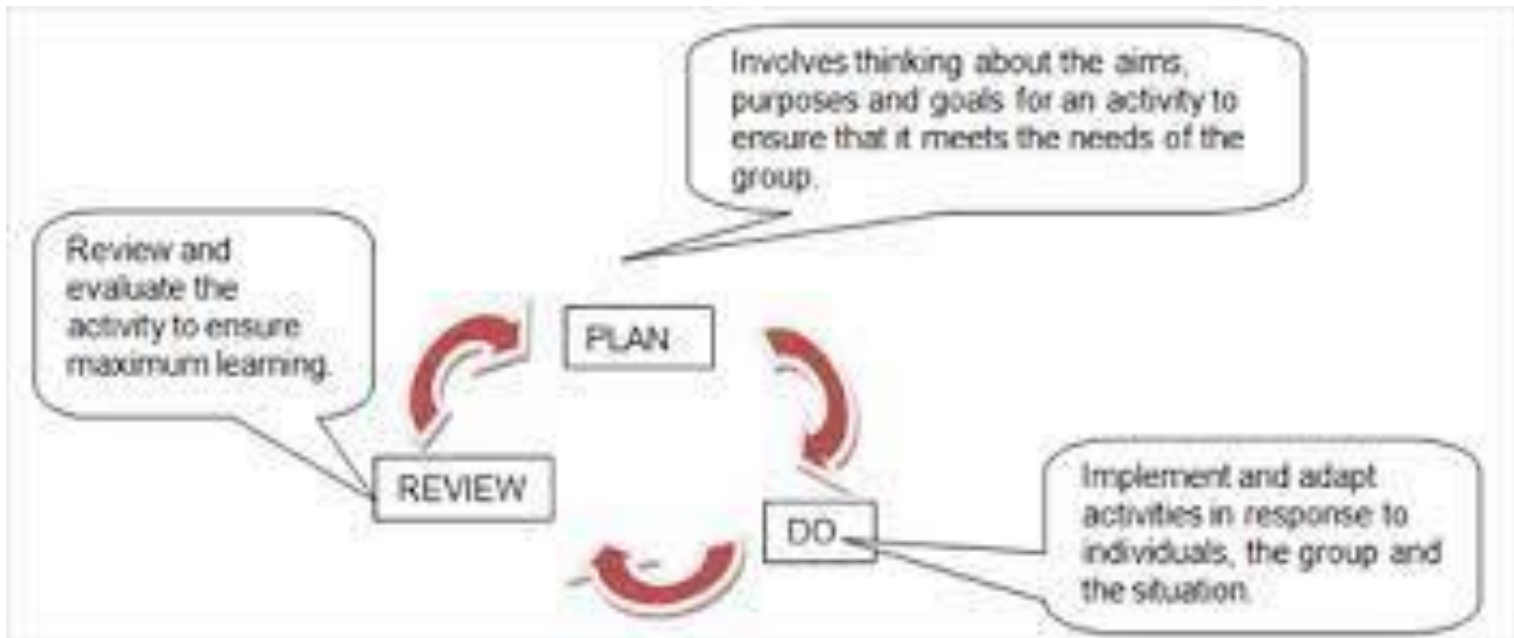 Involves thinking about the aims,
purposes and goals for an activity to
ensure that it meets the needs of the
group.
Review and
evaluate the
activity to ensure
maximum learning.
PLAN
REVIEW
DO
Implement and adapt
activities in response to
individuals, the group and
the situation.